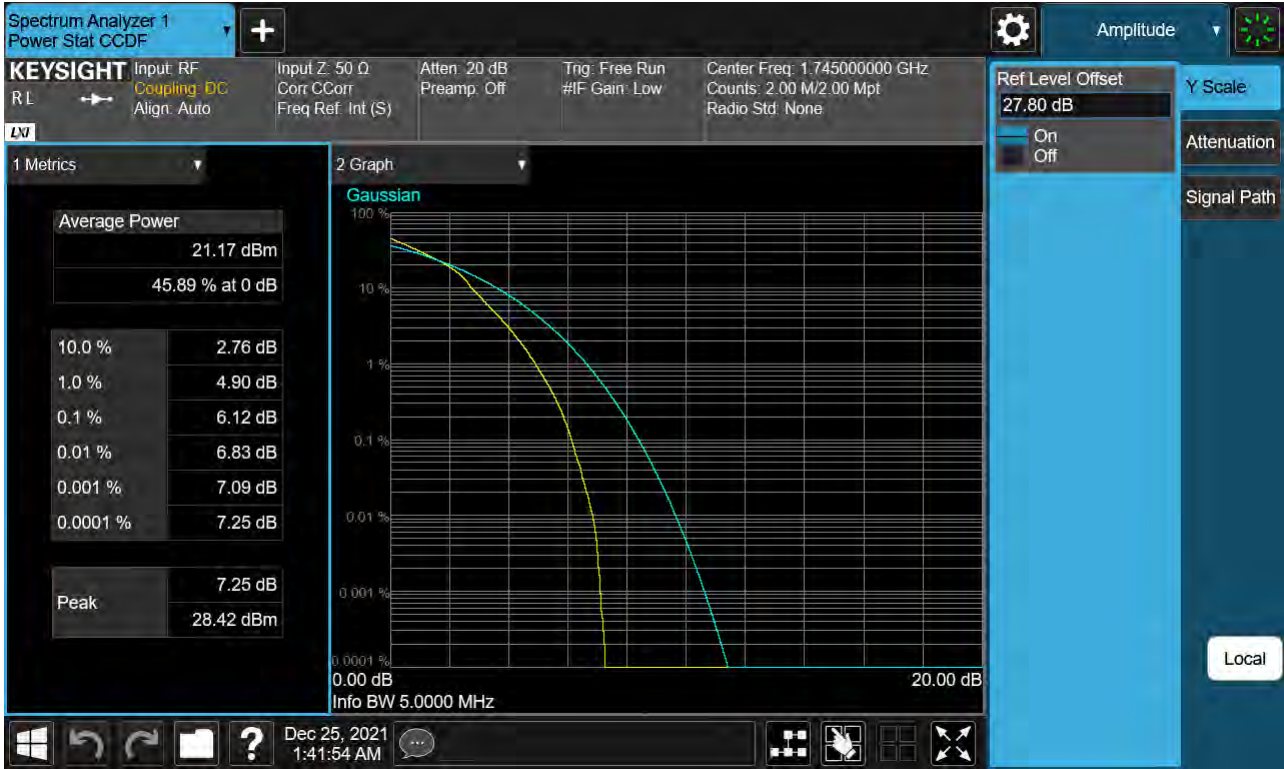 Spectrum Analyzer 1
Power Stat CCDF
Amplitude
KEYSIGHT
RL
LXI
Input: RF
Coupling: DC
Align: Auto
Input Z: 50 Ω
Corr CCorr
Freq Ref: Int (S)
Atten: 20 dB
Preamp: Off
Trig: Free Run
#IF Gain: Low
Center Freq: 1.745000000 GHz
Counts: 2.00 M/2.00 Mpt
Radio Std: None
Ref Level Offset
27.80 dB
On
Off
Y Scale
Attenuation
Signal Path
Local
1 Metrics
Average Power
21.17 dBm
45.89 % at 0 dB
10.0 % 2.76 dB
1.0 % 4.90 dB
0.1 % 6.12 dB
0.01 % 6.83 dB
0.001 % 7.09 dB
0.0001 % 7.25 dB
Peak
7.25 dB
28.42 dBm
2 Graph
Gaussian
100 %
10 %
1 %
0.1 %
0.01 %
0.001 %
0.0001 %
0.00 dB 20.00 dB
Info BW 5.0000 MHz
?
Dec 25, 2021
1:41:54 AM